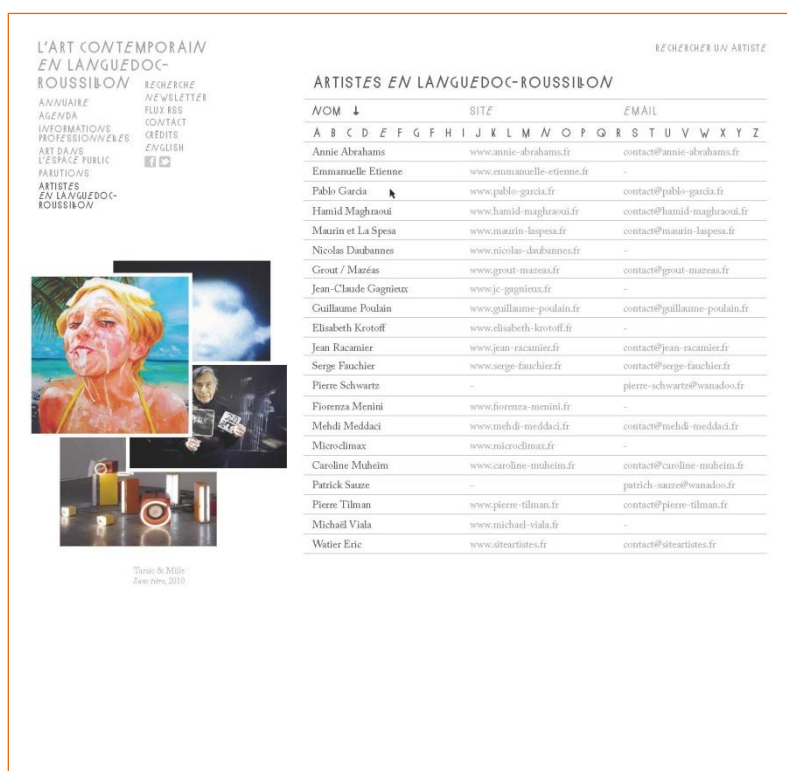 L'ART CONTEMPORAIN
EN LANGUEDOC-
ROUSSILLON
ANNUAIRE
AGENDA
INFORMATIONS
PROFESSIONNELLES
ART DANS
L'ESPACE PUBLIC
PARUTIONS
ARTISTES
EN LANGUEDOC-
ROUSSILLON
RECHERCHE
NEWSLETTER
FLUX RSS
CONTACT
CRÉDITS
ENGLISH
RECHERCHER UN ARTISTE
ARTISTES EN LANGUEDOC-ROUSSILLON
NOM ↓ SITE EMAIL
A B C D E F G F H I J K L M N O P Q R S T U V W X Y Z
Annie Abrahams www.annie-abrahams.fr contact@annie-abrahams.fr
Emmanuelle Etienne www.emmanuelle-etienne.fr -
Pablo Garcia www.pablo-garcia.fr contact@pablo-garcia.fr
Hamid Maghraoui www.hamid-maghraoui.fr contact@hamid-maghraoui.fr
Maurin et La Spesa www.maurin-laspesa.fr contact@maurin-laspesa.fr
Nicolas Daubannes www.nicolas-daubannes.fr -
Grout / Mazéas www.grout-mazeas.fr contact@grout-mazeas.fr
Jean-Claude Gagnieux www.jc-gagnieux.fr -
Guillaume Poulain www.guillaume-poulain.fr contact@guillaume-poulain.fr
Elisabeth Krotoff www.elisabeth-krotoff.fr -
Jean Racamier www.jean-racamier.fr contact@jean-racamier.fr
Serge Fauchier www.serge-fauchier.fr contact@serge-fauchier.fr
Pierre Schwartz - pierre-schwartz@wanadoo.fr
Fiorenza Menini www.fiorenza-menini.fr -
Mehdi Meddaci www.mehdi-meddaci.fr contact@mehdi-meddaci.fr
Microclimax www.microclimax.fr -
Caroline Muheim www.caroline-muheim.fr contact@caroline-muheim.fr
Patrick Sauze - patrich-sauze@wanadoo.fr
Pierre Tilman www.pierre-tilman.fr contact@pierre-tilman.fr
Michaël Viala www.michael-viala.fr -
Watier Eric www.siteartistes.fr contact@siteartistes.fr
Tursic & Mille
2010